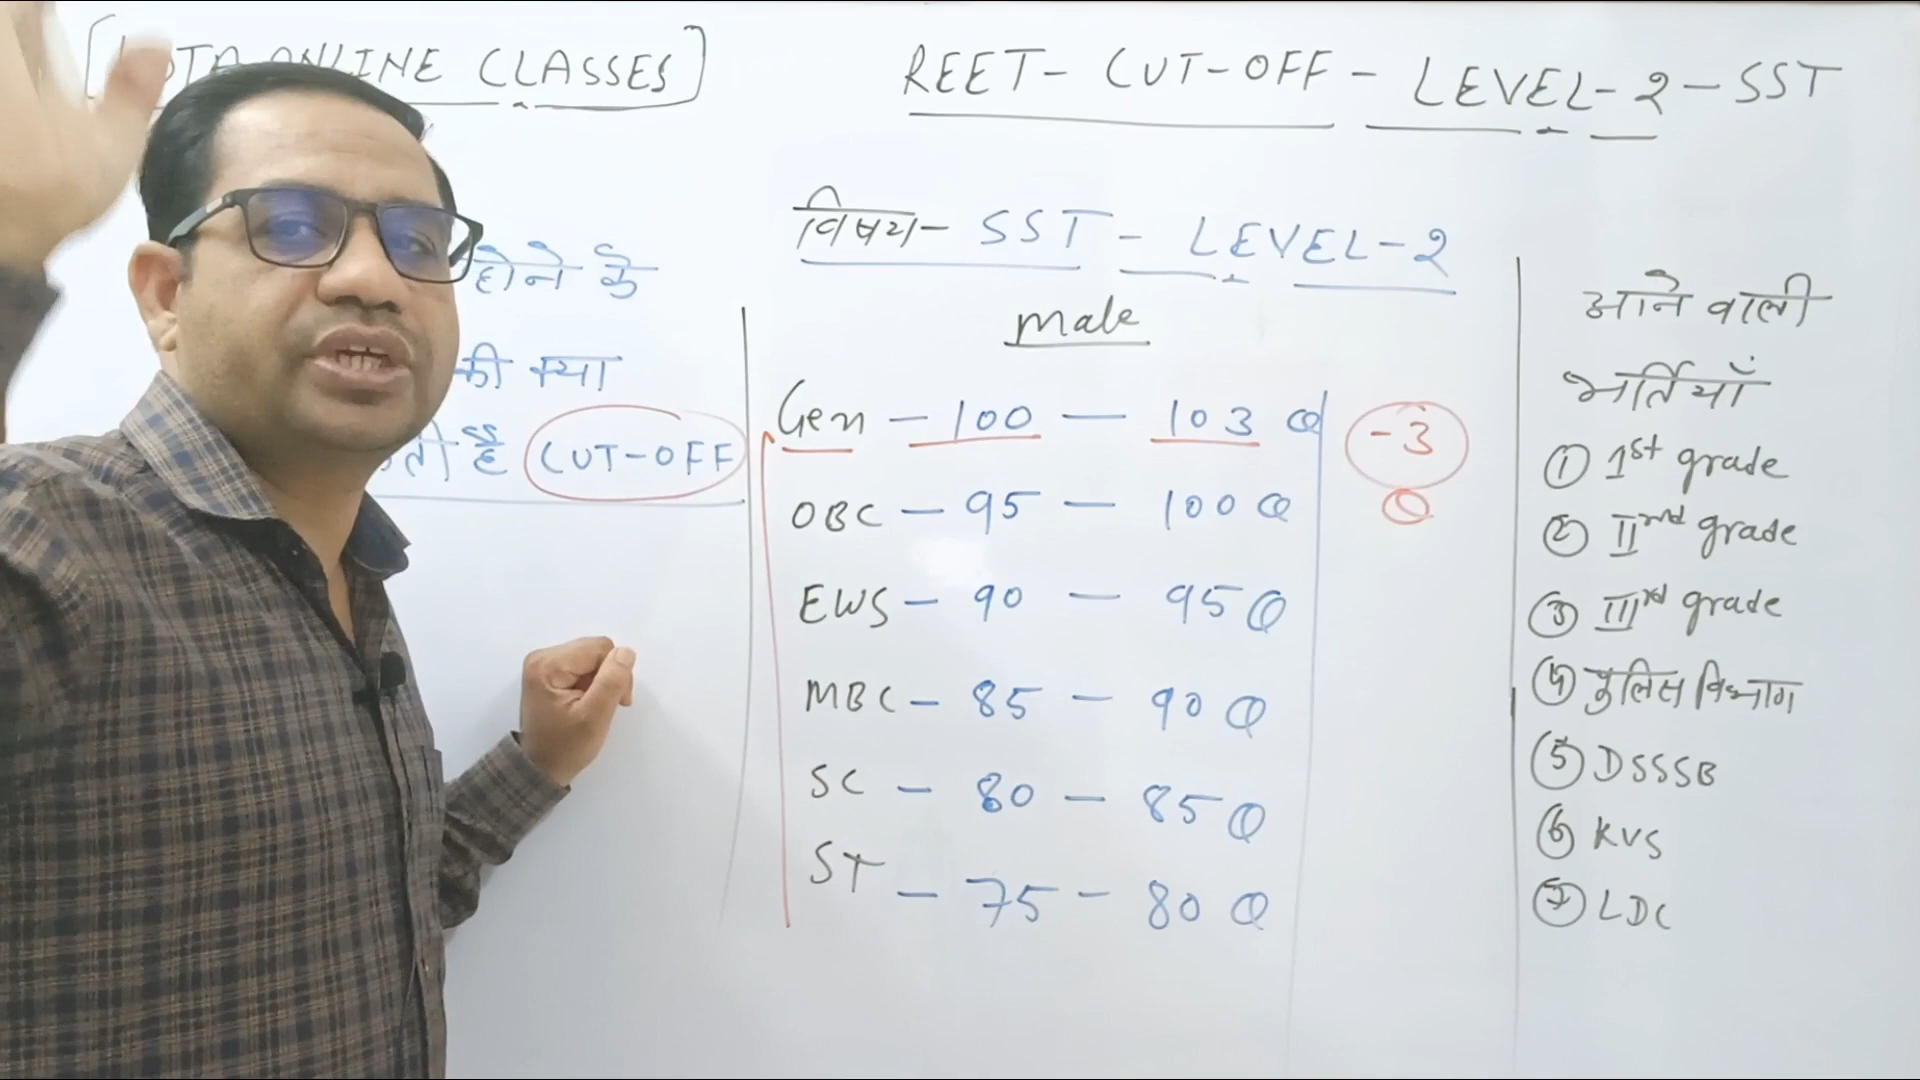 ONLINE CLASSES
होने के
की क्या
है CUT-OFF
REET - CUT-OFF - LEVEL-2 - SST
विषय - SST - LEVEL-2
male
Gen - 100 - 103 Q
OBC - 95 - 100 Q
EWS - 90 - 95 Q
MBC - 85 - 90 Q
SC - 80 - 85 Q
ST - 75 - 80 Q
-3
Q
आने वाली
भर्तियाँ
① 1st grade
② IInd grade
③ IIIrd grade
④ पुलिस विभाग
⑤ DSSSB
⑥ KVS
⑦ LDC